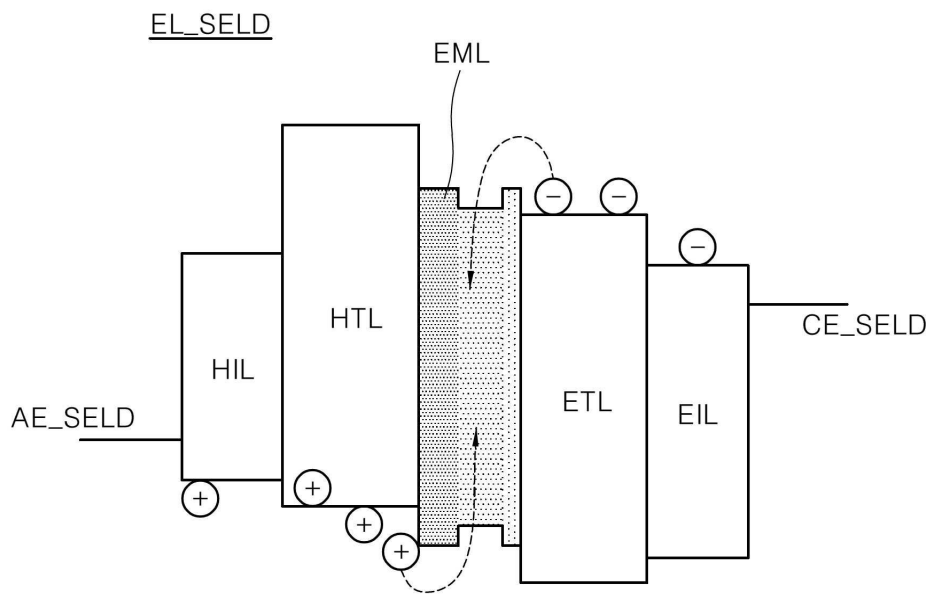 EL_SELD
EML
HTL
HIL
AE_SELD
ETL
EIL
CE_SELD
+
+
+
+
−
−
−